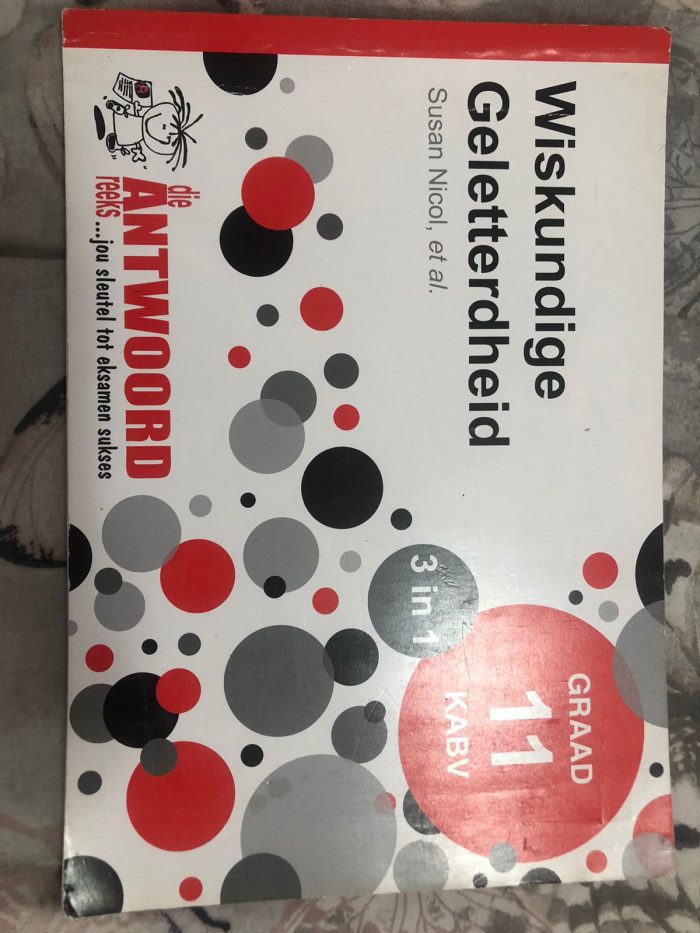 Wiskundige
Geletterdheid
Susan Nicol, et al.
3 in 1
GRAAD
11
KABV
die
ANTWOORD
reeks ...jou sleutel tot eksamen sukses